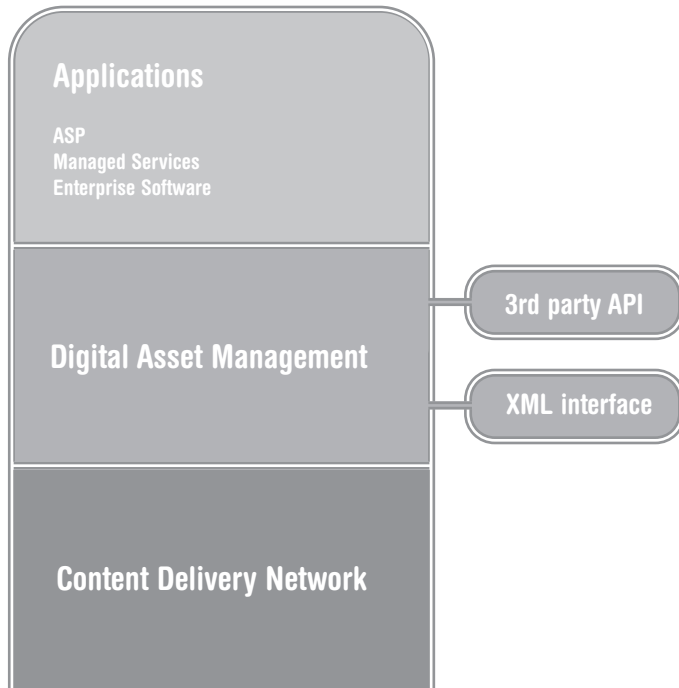 Applications
ASP
Managed Services
Enterprise Software
3rd party API
Digital Asset Management
XML interface
Content Delivery Network